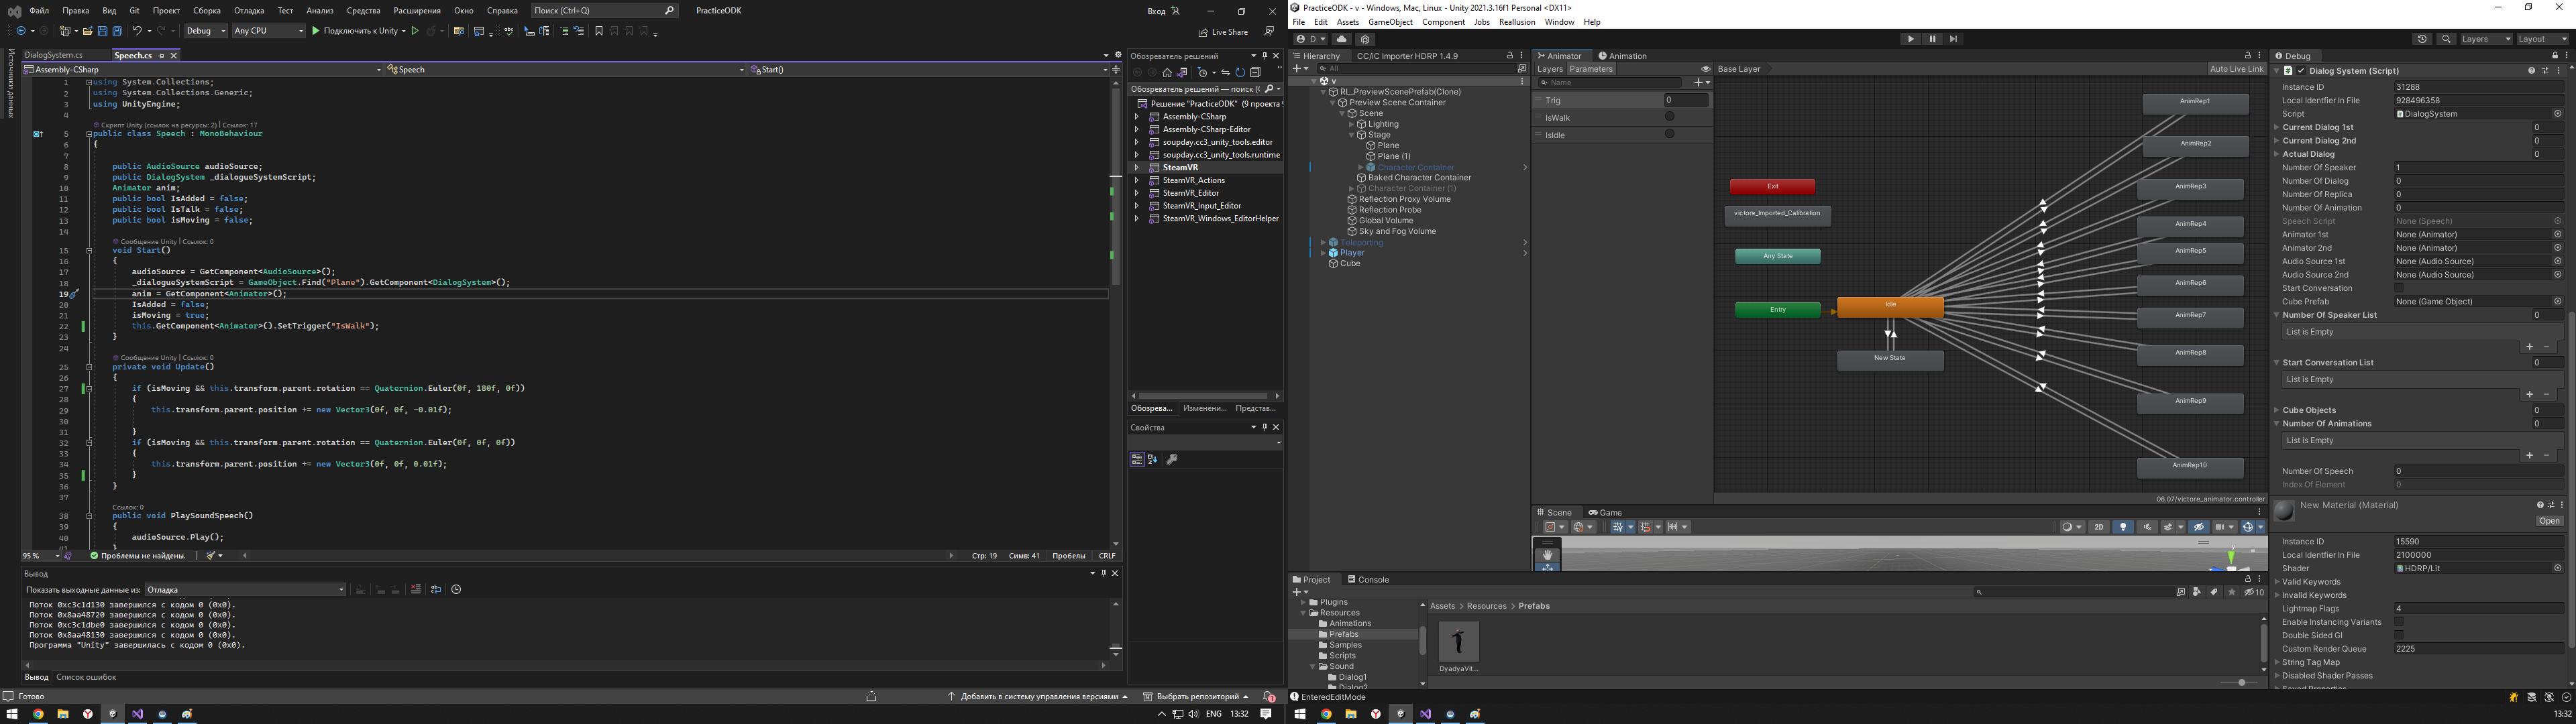 Файл Правка Вид Git Проект Сборка Отладка Тест Анализ Средства Расширения Окно Справка Поиск (Ctrl+Q) PracticeODK Вход
Debug Any CPU Подключить к Unity Live Share
Источники данных
DialogSystem.cs Speech.cs
Assembly-CSharp Speech Start()
1 using System.Collections;
2 using System.Collections.Generic;
3 using UnityEngine;
4
Скрипт Unity (ссылок на ресурсы: 2) | Ссылок: 17
5 public class Speech : MonoBehaviour
6 {
7
8 public AudioSource audioSource;
9 public DialogSystem _dialogueSystemScript;
10 Animator anim;
11 public bool IsAdded = false;
12 public bool IsTalk = false;
13 public bool isMoving = false;
14
Сообщение Unity | Ссылок: 0
15 void Start()
16 {
17 audioSource = GetComponent<AudioSource>();
18 _dialogueSystemScript = GameObject.Find("Plane").GetComponent<DialogSystem>();
19 anim = GetComponent<Animator>();
20 IsAdded = false;
21 isMoving = true;
22 this.GetComponent<Animator>().SetTrigger("IsWalk");
23 }
24
Сообщение Unity | Ссылок: 0
25 private void Update()
26 {
27 if (isMoving && this.transform.parent.rotation == Quaternion.Euler(0f, 180f, 0f))
28 {
29 this.transform.parent.position += new Vector3(0f, 0f, -0.01f);
30
31 }
32 if (isMoving && this.transform.parent.rotation == Quaternion.Euler(0f, 0f, 0f))
33 {
34 this.transform.parent.position += new Vector3(0f, 0f, 0.01f);
35 }
36 }
37
Ссылок: 0
38 public void PlaySoundSpeech()
39 {
40 audioSource.Play();
41 }
95 % Проблемы не найдены. Стр: 19 Симв: 41 Пробелы CRLF
Вывод
Показать выходные данные из: Отладка
Поток 0xc3c1d130 завершился с кодом 0 (0x0).
Поток 0x8aa48720 завершился с кодом 0 (0x0).
Поток 0xc3c1dbe0 завершился с кодом 0 (0x0).
Поток 0x8aa48130 завершился с кодом 0 (0x0).
Программа "Unity" завершилась с кодом 0 (0x0).
Вывод Список ошибок
Готово Добавить в систему управления версиями Выбрать репозиторий 1
ENG 13:32
Обозреватель решений
Обозреватель решений — поиск (
Решение "PracticeODK" (9 проекта
Assembly-CSharp
Assembly-CSharp-Editor
soupday.cc3_unity_tools.editor
soupday.cc3_unity_tools.runtime
SteamVR
SteamVR_Actions
SteamVR_Editor
SteamVR_Input_Editor
SteamVR_Windows_EditorHelper
Обозрева... Изменени... Представ...
Свойства
PracticeODK - v - Windows, Mac, Linux - Unity 2021.3.16f1 Personal <DX11>
File Edit Assets GameObject Component Jobs Reallusion Window Help
D Layers Layout
Hierarchy CC/iC Importer HDRP 1.4.9
All
v
RL_PreviewScenePrefab(Clone)
Preview Scene Container
Scene
Lighting
Stage
Plane
Plane (1)
Character Container
Baked Character Container
Character Container (1)
Reflection Proxy Volume
Reflection Probe
Global Volume
Sky and Fog Volume
Teleporting
Player
Cube
Animator Animation
Layers Parameters Base Layer Auto Live Link
Name
Trig 0
IsWalk
IsIdle
Exit
victore_Imported_Calibration
Any State
Entry
Idle
New State
AnimRep1
AnimRep2
AnimRep3
AnimRep4
AnimRep5
AnimRep6
AnimRep7
AnimRep8
AnimRep9
AnimRep10
06.07/victore_animator.controller
Scene Game
2D
Project Console
10
Plugins
Resources
Animations
Prefabs
Samples
Scripts
Sound
Dialog1
Dialog2
Assets > Resources > Prefabs
DyadyaVit...
EnteredEditMode
Debug
Dialog System (Script)
Instance ID 31288
Local Identfier In File 928496358
Script DialogSystem
Current Dialog 1st 0
Current Dialog 2nd 0
Actual Dialog 0
Number Of Speaker 1
Number Of Dialog 0
Number Of Replica 0
Number Of Animation 0
Speech Script None (Speech)
Animator 1st None (Animator)
Animator 2nd None (Animator)
Audio Source 1st None (Audio Source)
Audio Source 2nd None (Audio Source)
Start Conversation
Cube Prefab None (Game Object)
Number Of Speaker List 0
List is Empty
Start Conversation List 0
List is Empty
Cube Objects 0
Number Of Animations 0
List is Empty
Number Of Speech 0
Index Of Element 0
New Material (Material)
Open
Instance ID 15590
Local Identfier In File 2100000
Shader HDRP/Lit
Valid Keywords
Invalid Keywords
Lightmap Flags 4
Enable Instancing Variants
Double Sided GI
Custom Render Queue 2225
String Tag Map
Disabled Shader Passes
Saved Properties
13:32